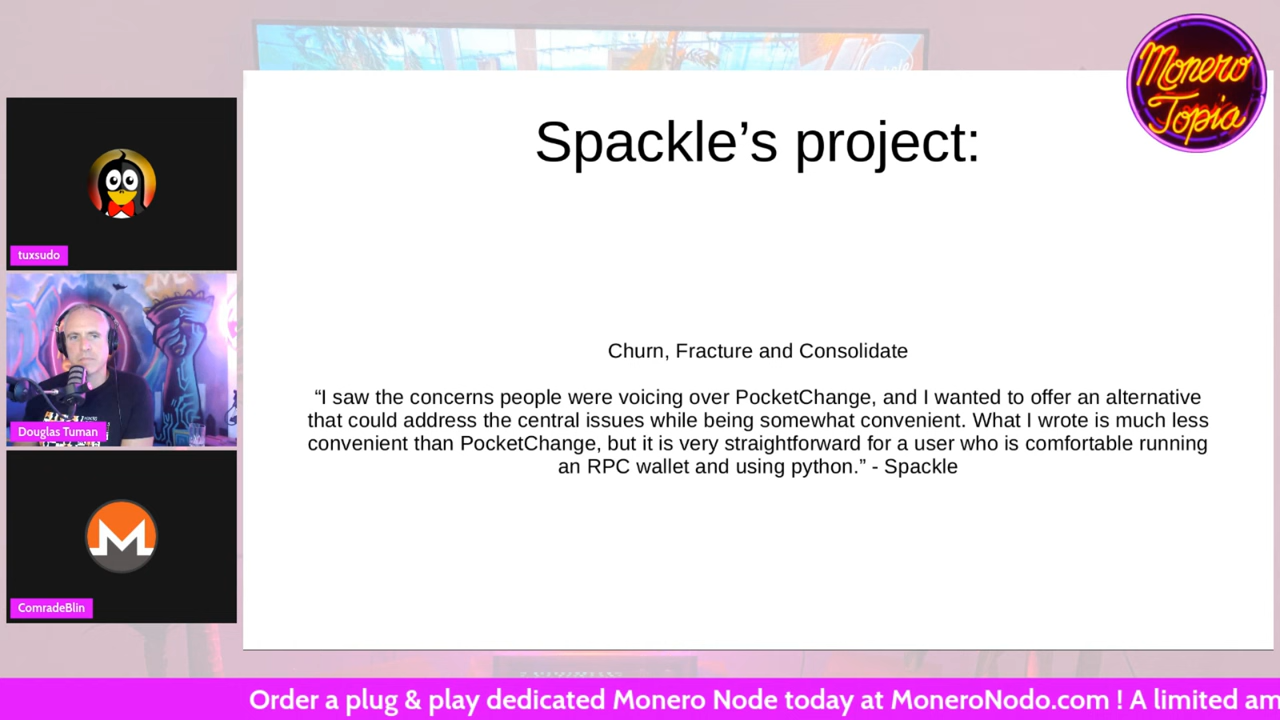 Monero
Topia
Spackle’s project:
tuxsudo
Churn, Fracture and Consolidate
“I saw the concerns people were voicing over PocketChange, and I wanted to offer an alternative
that could address the central issues while being somewhat convenient. What I wrote is much less
convenient than PocketChange, but it is very straightforward for a user who is comfortable running
an RPC wallet and using python.” - Spackle
Douglas Tuman
ComradeBlin
Order a plug & play dedicated Monero Node today at MoneroNodo.com ! A limited am